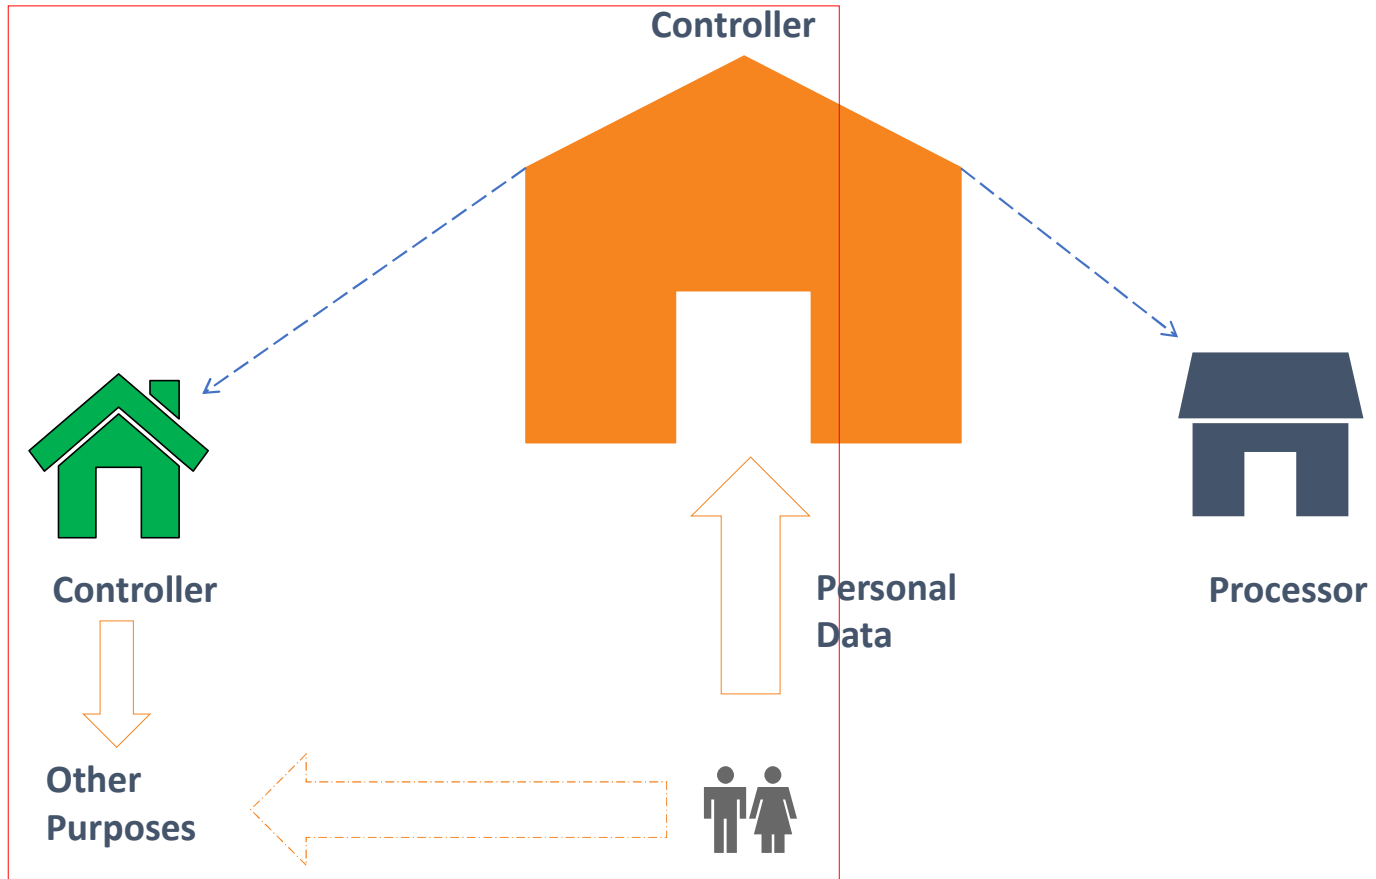 Controller
Controller
Personal
Data
Processor
Other
Purposes